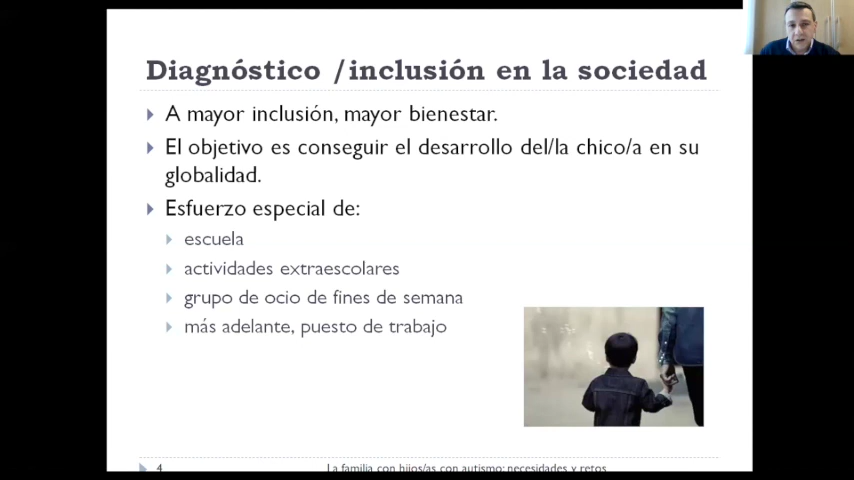 Diagnóstico /inclusión en la sociedad
A mayor inclusión, mayor bienestar.
El objetivo es conseguir el desarrollo del/la chico/a en su
globalidad.
Esfuerzo especial de:
escuela
actividades extraescolares
grupo de ocio de fines de semana
más adelante, puesto de trabajo
4
La familia con hijos/as con autismo: necesidades y retos